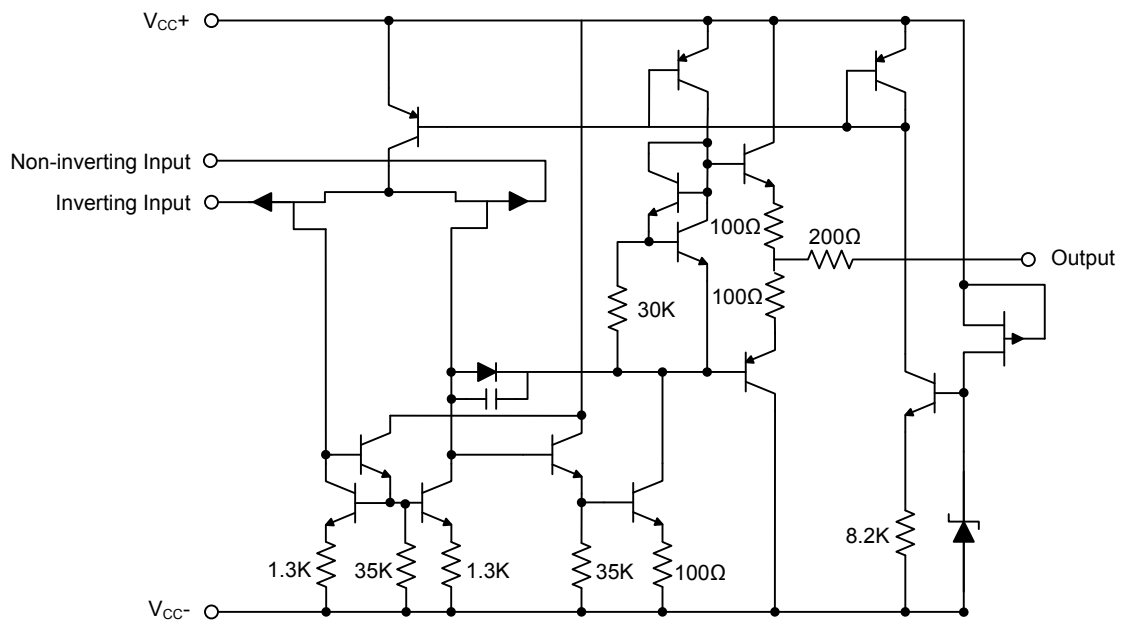 VCC+
Non-inverting Input
Inverting Input
100Ω
200Ω
Output
100Ω
30K
8.2K
1.3K
35K
1.3K
35K
100Ω
VCC-